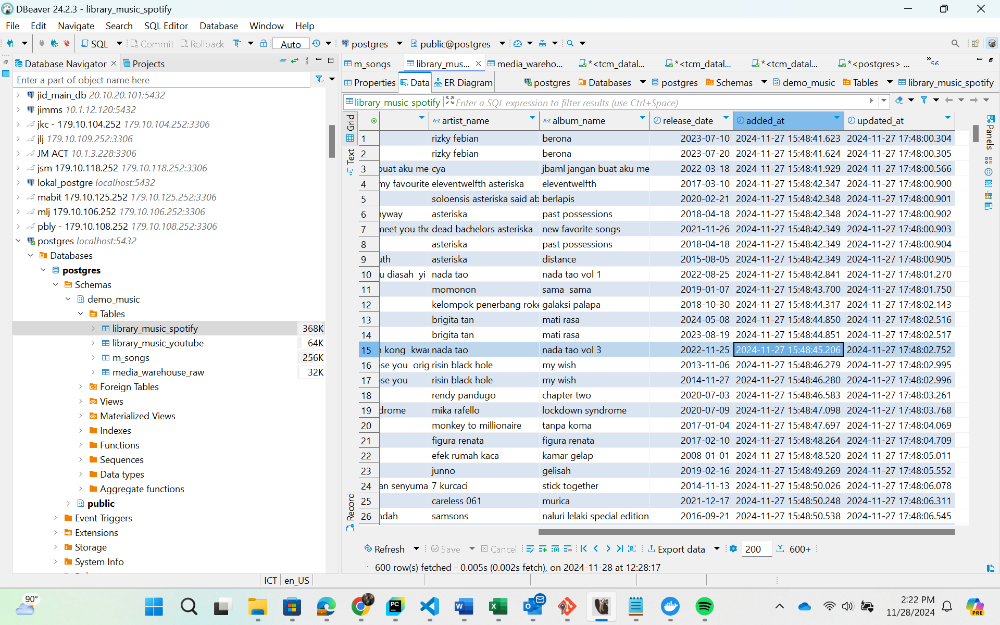 DBeaver 24.2.3 - library_music_spotify
File Edit Navigate Search SQL Editor Database Window Help
SQL Commit Rollback Auto postgres public@postgres
Database Navigator Projects
Enter a part of object name here
jid_main_db 20.10.20.101:5432
jimms 10.1.12.120:5432
jkc - 179.10.104.252 179.10.104.252:3306
jlj 179.10.109.252:3306
JM ACT 10.1.3.228:3306
jsm 179.10.118.252 179.10.118.252:3306
lokal_postgre localhost:5432
mabit 179.10.125.252 179.10.125.252:3306
mlj 179.10.106.252 179.10.106.252:3306
pbly - 179.10.108.252 179.10.108.252:3306
postgres localhost:5432
Databases
postgres
Schemas
demo_music
Tables
library_music_spotify 368K
library_music_youtube 64K
m_songs 256K
media_warehouse_raw 32K
Foreign Tables
Views
Materialized Views
Indexes
Functions
Sequences
Data types
Aggregate functions
public
Event Triggers
Extensions
Storage
System Info
m_songs library_mus... media_wareho... *<tcm_datal... *<tcm_datal... *<tcm_datal... *<postgres> ... »56
Properties Data ER Diagram postgres Databases postgres Schemas demo_music Tables library_music_spotify
library_music_spotify Enter a SQL expression to filter results (use Ctrl+Space)
Grid
Text
Record
Panels
A-Z artist_name A-Z album_name release_date added_at updated_at
1 rizky febian berona 2023-07-10 2024-11-27 15:48:41.623 2024-11-27 17:48:00.304
2 rizky febian berona 2023-07-20 2024-11-27 15:48:41.624 2024-11-27 17:48:00.305
3 buat aku me cya jbaml jangan buat aku me 2022-03-18 2024-11-27 15:48:41.929 2024-11-27 17:48:00.566
4 my favourite eleventwelfth asteriska eleventwelfth 2017-03-10 2024-11-27 15:48:42.347 2024-11-27 17:48:00.900
5 soloensis asteriska said ab berlapis 2020-02-21 2024-11-27 15:48:42.348 2024-11-27 17:48:00.901
6 nyway asteriska past possessions 2018-04-18 2024-11-27 15:48:42.348 2024-11-27 17:48:00.902
7 meet you the dead bachelors asteriska new favorite songs 2021-11-26 2024-11-27 15:48:42.349 2024-11-27 17:48:00.903
8 asteriska past possessions 2018-04-18 2024-11-27 15:48:42.349 2024-11-27 17:48:00.904
9 uth asteriska distance 2015-08-05 2024-11-27 15:48:42.349 2024-11-27 17:48:00.905
10 u diasah yi nada tao nada tao vol 1 2022-08-25 2024-11-27 15:48:42.841 2024-11-27 17:48:01.270
11 momonon sama sama 2019-01-07 2024-11-27 15:48:43.700 2024-11-27 17:48:01.750
12 kelompok penerbang roke galaksi palapa 2018-10-30 2024-11-27 15:48:44.317 2024-11-27 17:48:02.143
13 brigita tan mati rasa 2024-05-08 2024-11-27 15:48:44.850 2024-11-27 17:48:02.516
14 brigita tan mati rasa 2023-08-19 2024-11-27 15:48:44.851 2024-11-27 17:48:02.517
15 n kong kwar nada tao nada tao vol 3 2022-11-25 2024-11-27 15:48:45.206 2024-11-27 17:48:02.752
16 ose you orig risin black hole my wish 2013-11-06 2024-11-27 15:48:46.279 2024-11-27 17:48:02.995
17 ose you risin black hole my wish 2014-11-27 2024-11-27 15:48:46.280 2024-11-27 17:48:02.996
18 rendy pandugo chapter two 2020-07-03 2024-11-27 15:48:46.583 2024-11-27 17:48:03.261
19 drome mika rafello lockdown syndrome 2020-07-09 2024-11-27 15:48:47.098 2024-11-27 17:48:03.768
20 monkey to millionaire tanpa koma 2017-01-04 2024-11-27 15:48:47.697 2024-11-27 17:48:04.069
21 figura renata figura renata 2017-02-10 2024-11-27 15:48:48.264 2024-11-27 17:48:04.709
22 efek rumah kaca kamar gelap 2008-01-01 2024-11-27 15:48:48.520 2024-11-27 17:48:05.011
23 junno gelisah 2019-02-16 2024-11-27 15:48:49.269 2024-11-27 17:48:05.552
24 an senyuma 7 kurcaci stick together 2014-11-13 2024-11-27 15:48:50.026 2024-11-27 17:48:06.078
25 careless 061 murica 2021-12-17 2024-11-27 15:48:50.248 2024-11-27 17:48:06.311
26 ndah samsons naluri lelaki special edition 2016-09-21 2024-11-27 15:48:50.538 2024-11-27 17:48:06.545
Refresh Save Cancel Export data 200 600+
600 row(s) fetched - 0.005s (0.002s fetch), on 2024-11-28 at 12:28:17
ICT en_US
90° 2:22 PM
11/28/2024
PRE